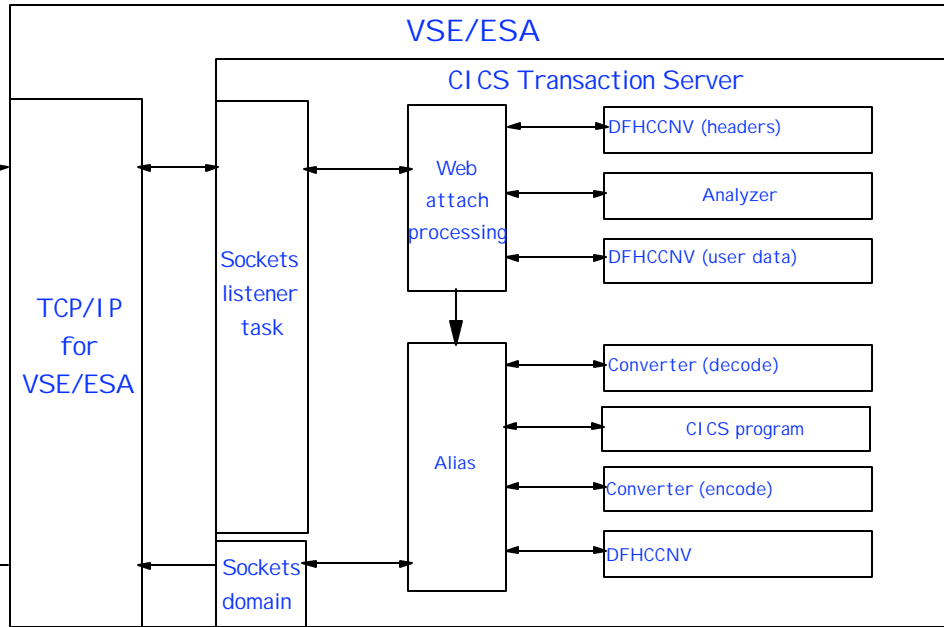 VSE/ESA
CICS Transaction Server
TCP/IP
for
VSE/ESA
Sockets
listener
task
Sockets
domain
Web
attach
processing
Alias
DFHCCNV (headers)
Analyzer
DFHCCNV (user data)
Converter (decode)
CICS program
Converter (encode)
DFHCCNV